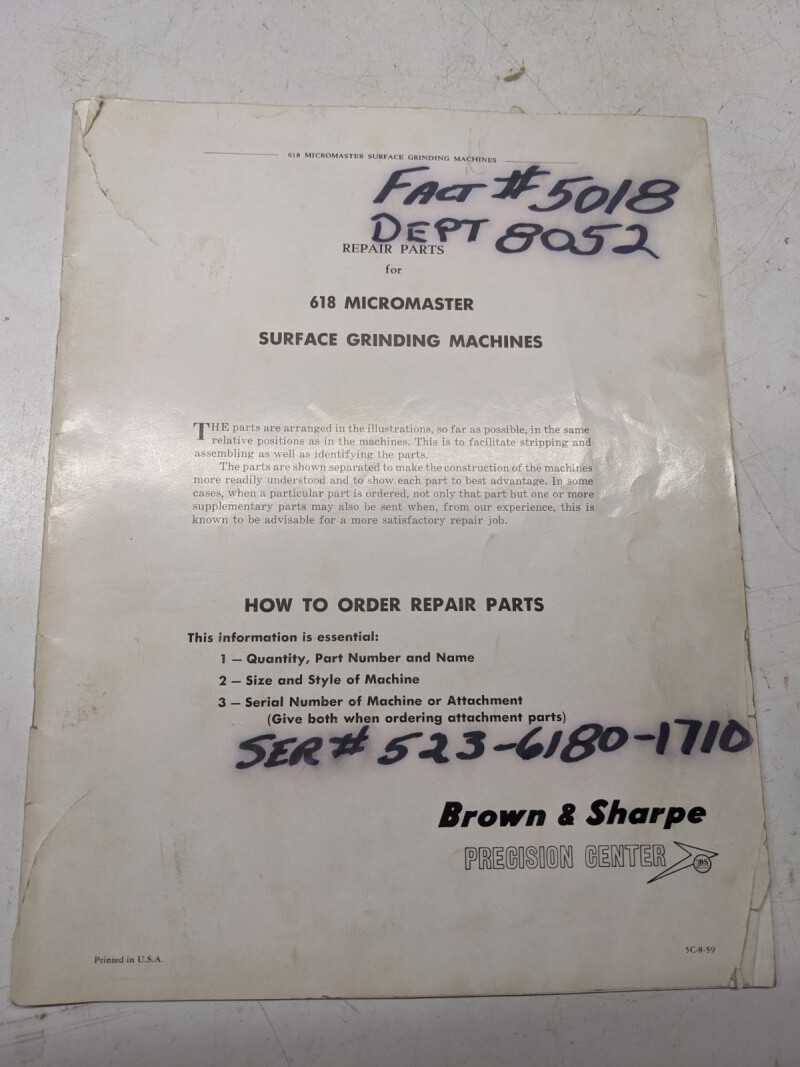 618 MICROMASTER SURFACE GRINDING MACHINES
FACT #5018
DEPT 8052
REPAIR PARTS
for
618 MICROMASTER
SURFACE GRINDING MACHINES
THE parts are arranged in the illustrations, so far as possible, in the same
relative positions as in the machines. This is to facilitate stripping and
assembling as well as identifying the parts.
The parts are shown separated to make the construction of the machines
more readily understood and to show each part to best advantage. In some
cases, when a particular part is ordered, not only that part but one or more
supplementary parts may also be sent when, from our experience, this is
known to be advisable for a more satisfactory repair job.
HOW TO ORDER REPAIR PARTS
This information is essential:
1 — Quantity, Part Number and Name
2 — Size and Style of Machine
3 — Serial Number of Machine or Attachment
(Give both when ordering attachment parts)
SER# 523-6180-1710
Brown & Sharpe
PRECISION CENTER
Printed in U.S.A.
5C-8-59